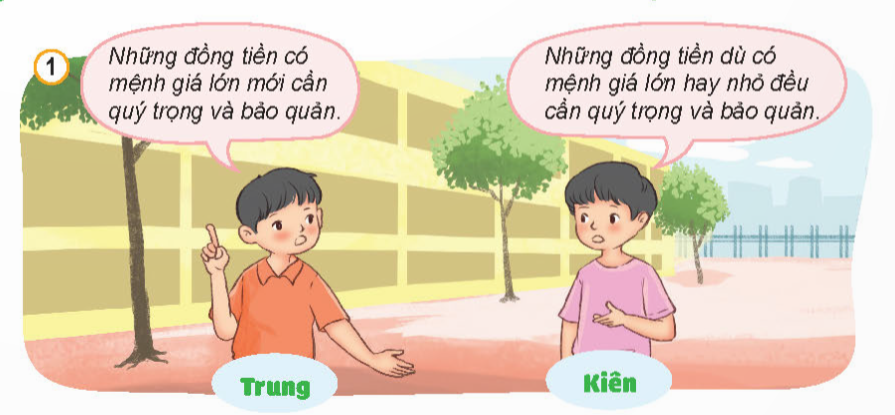 1
Những đồng tiền có
mệnh giá lớn mới cần
quý trọng và bảo quản.
Những đồng tiền dù có
mệnh giá lớn hay nhỏ đều
cần quý trọng và bảo quản.
Trung
Kiên